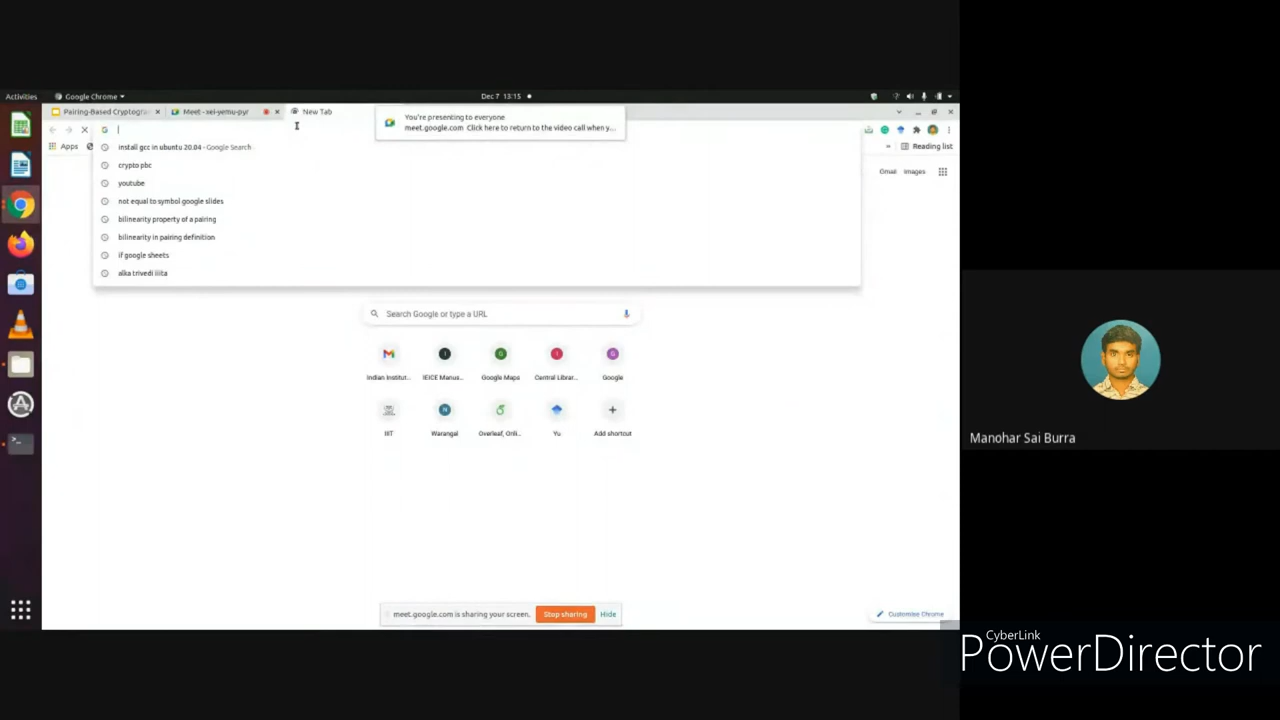 Activities
Google Chrome
Dec 7 13:15
Pairing-Based Cryptogra
Meet - xei-yemu-pyr
New Tab
You're presenting to everyone
meet.google.com Click here to return to the video call when y...
Apps
Reading list
install gcc in ubuntu 20.04 - Google Search
crypto pbc
youtube
not equal to symbol google slides
bilinearity property of a pairing
bilinearity in pairing definition
if google sheets
alka trivedi iiita
Gmail Images
Search Google or type a URL
Indian Institut...
IEICE Manus...
Google Maps
Central Librar...
Google
IIIT
Warangal
Overleaf, Onli...
Yu
Add shortcut
Manohar Sai Burra
meet.google.com is sharing your screen.
Stop sharing
Hide
Customise Chrome
CyberLink
PowerDirector